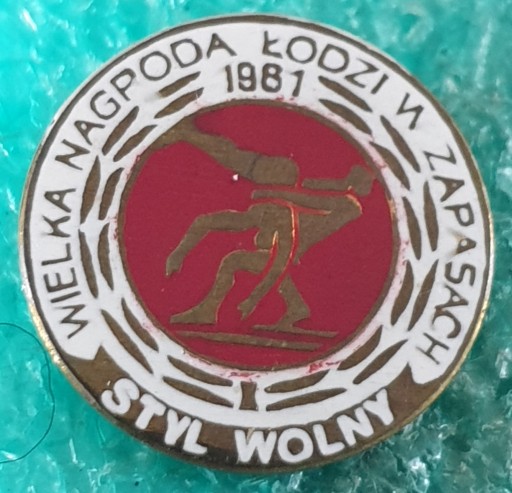 WIELKA NAGRODA ŁODZI W ZAPASACH
1981
STYL WOLNY